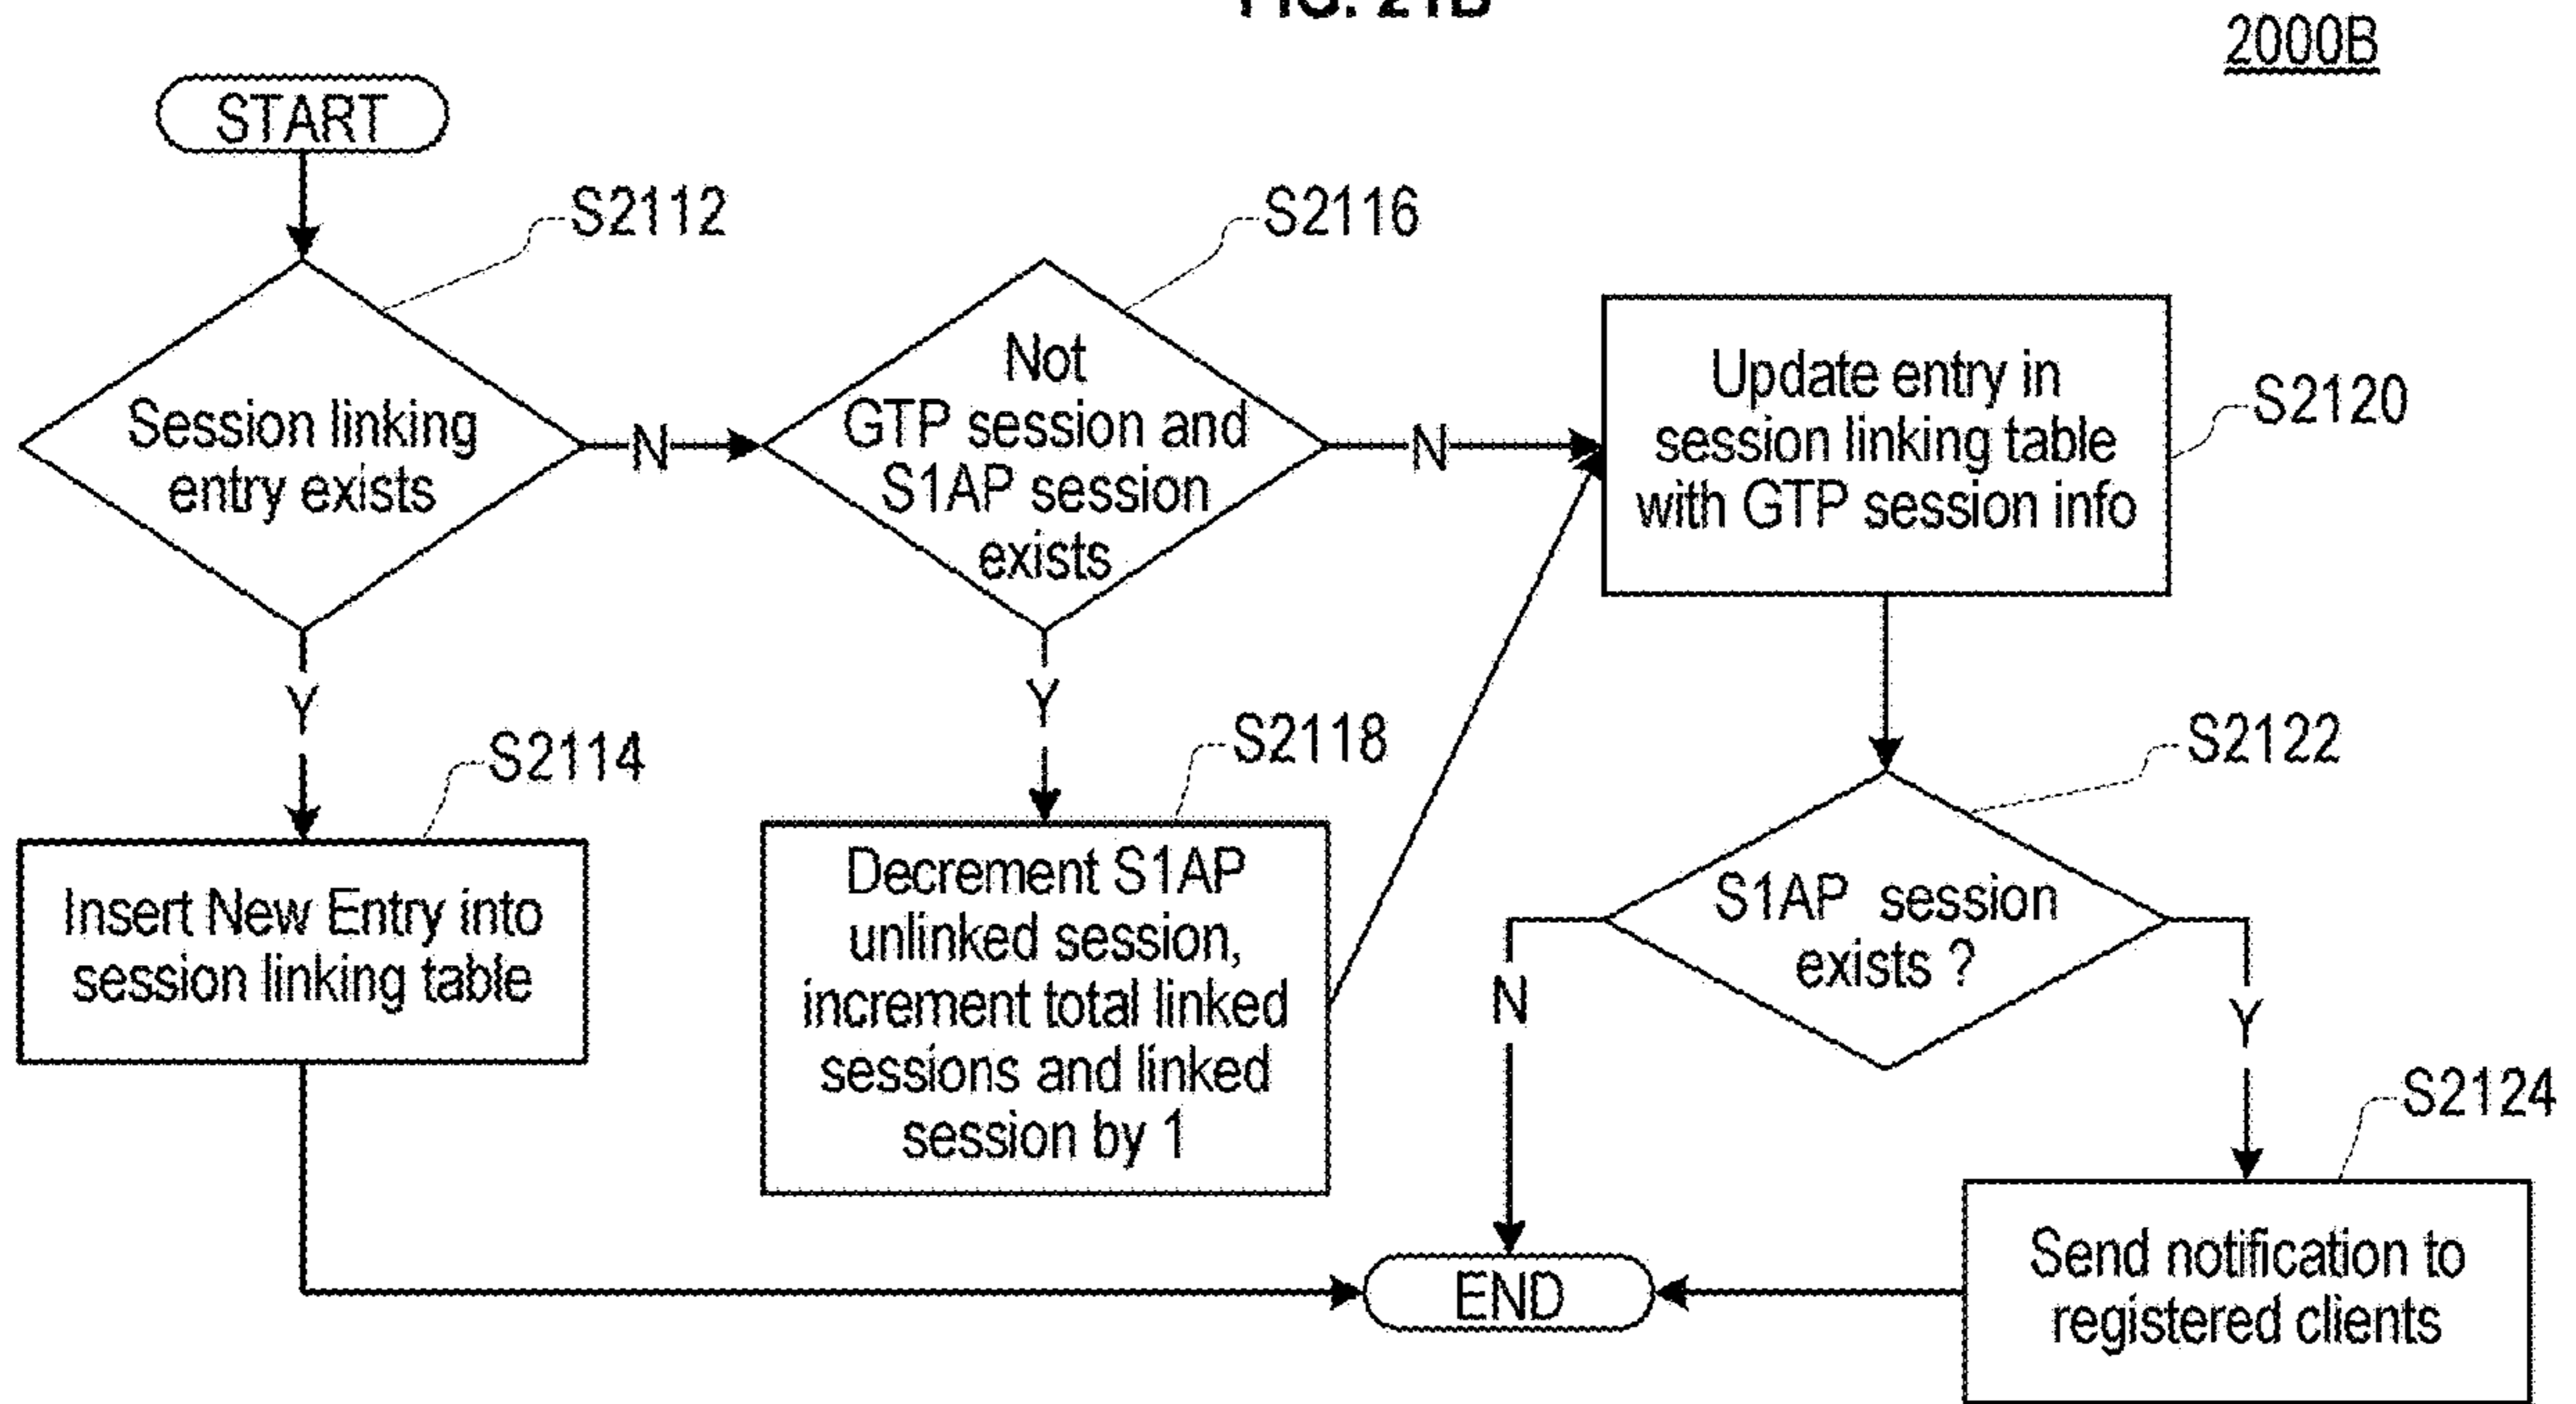 FIG. 21B
2000B
START
S2112
S2116
Session linking
entry exists
N
Not
GTP session and
S1AP session
exists
N
Update entry in
session linking table
with GTP session info
S2120
Y
Y
S2114
S2118
S2122
Insert New Entry into
session linking table
Decrement S1AP
unlinked session,
increment total linked
sessions and linked
session by 1
S1AP session
exists ?
N
Y
S2124
END
Send notification to
registered clients